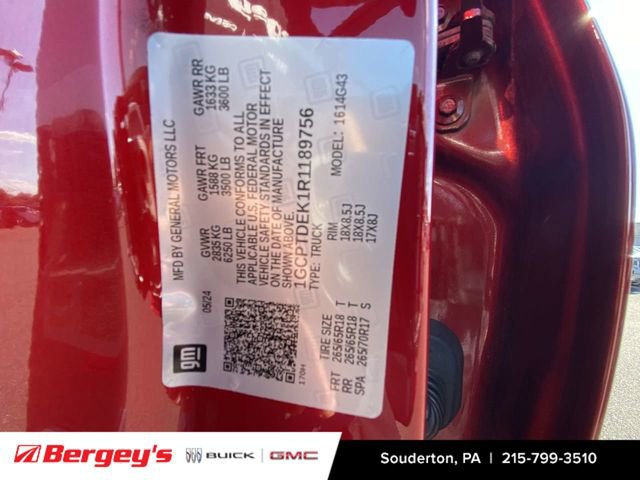 MFD BY GENERAL MOTORS LLC
05/24
GVWR
2835 KG
6250 LB
GAWR FRT
1588 KG
3500 LB
GAWR RR
1633 KG
3600 LB
THIS VEHICLE CONFORMS TO ALL
APPLICABLE U.S. FEDERAL MOTOR
VEHICLE SAFETY STANDARDS IN EFFECT
ON THE DATE OF MANUFACTURE
SHOWN ABOVE.
1GCPTDEK1R1189756
TYPE: TRUCK
MODEL: 1614G43
TIRE SIZE RIM
FRT 265/65R18 T 18X8.5J
RR 265/65R18 T 18X8.5J
SPA 265/70R17 S 17X8J
gm
Bergey's
BUICK
GMC
Souderton, PA | 215-799-3510